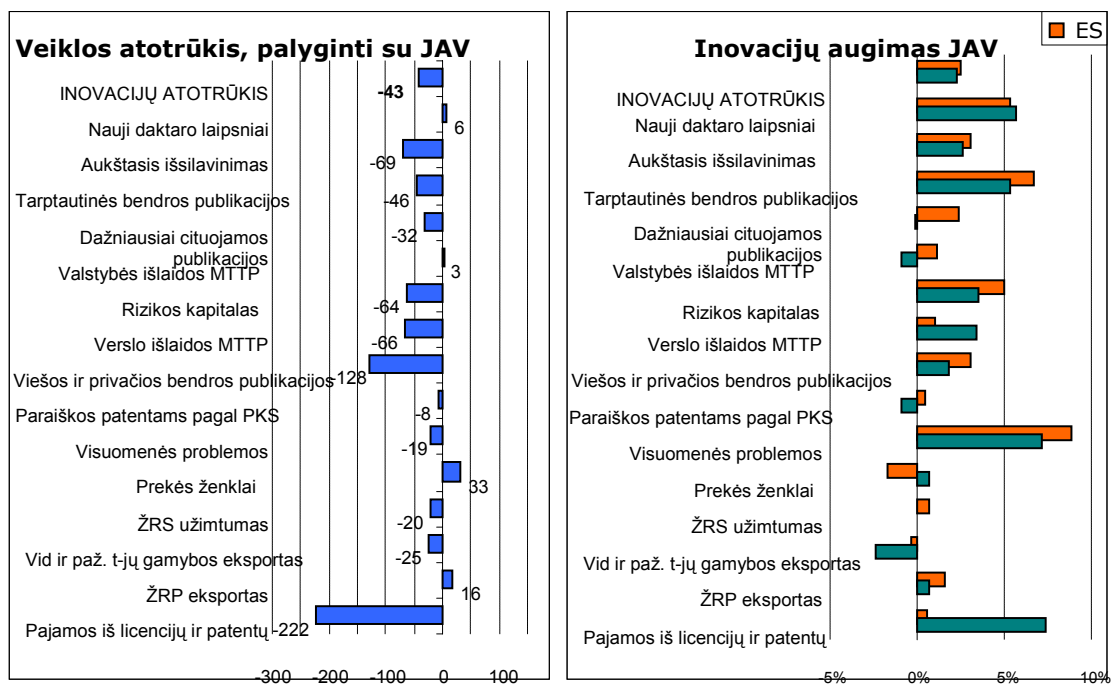 Veiklos atotrūkis, palyginti su JAV
INOVACIJŲ ATOTRŪKIS
Nauji daktaro laipsniai
Aukštasis išsilavinimas
Tarptautinės bendros publikacijos
Dažniausiai cituojamos
publikacijos
Valstybės išlaidos MTTP
Rizikos kapitalas
Verslo išlaidos MTTP
Viešos ir privačios bendros publikacijos
Paraiškos patentams pagal PKS
Visuomenės problemos
Prekės ženklai
ŽRS užimtumas
Vid ir paž. t-jų gamybos eksportas
ŽRP eksportas
Pajamos iš licencijų ir patentų
-43
6
-69
-46
-32
3
-64
-66
-128
-8
-19
33
-20
-25
16
-222
-300 -200 -100 0 100
Inovacijų augimas JAV
ES
INOVACIJŲ ATOTRŪKIS
Nauji daktaro laipsniai
Aukštasis išsilavinimas
Tarptautinės bendros publikacijos
Dažniausiai cituojamos
publikacijos
Valstybės išlaidos MTTP
Rizikos kapitalas
Verslo išlaidos MTTP
Viešos ir privačios bendros publikacijos
Paraiškos patentams pagal PKS
Visuomenės problemos
Prekės ženklai
ŽRS užimtumas
Vid ir paž. t-jų gamybos eksportas
ŽRP eksportas
Pajamos iš licencijų ir patentų
-5% 0% 5% 10%